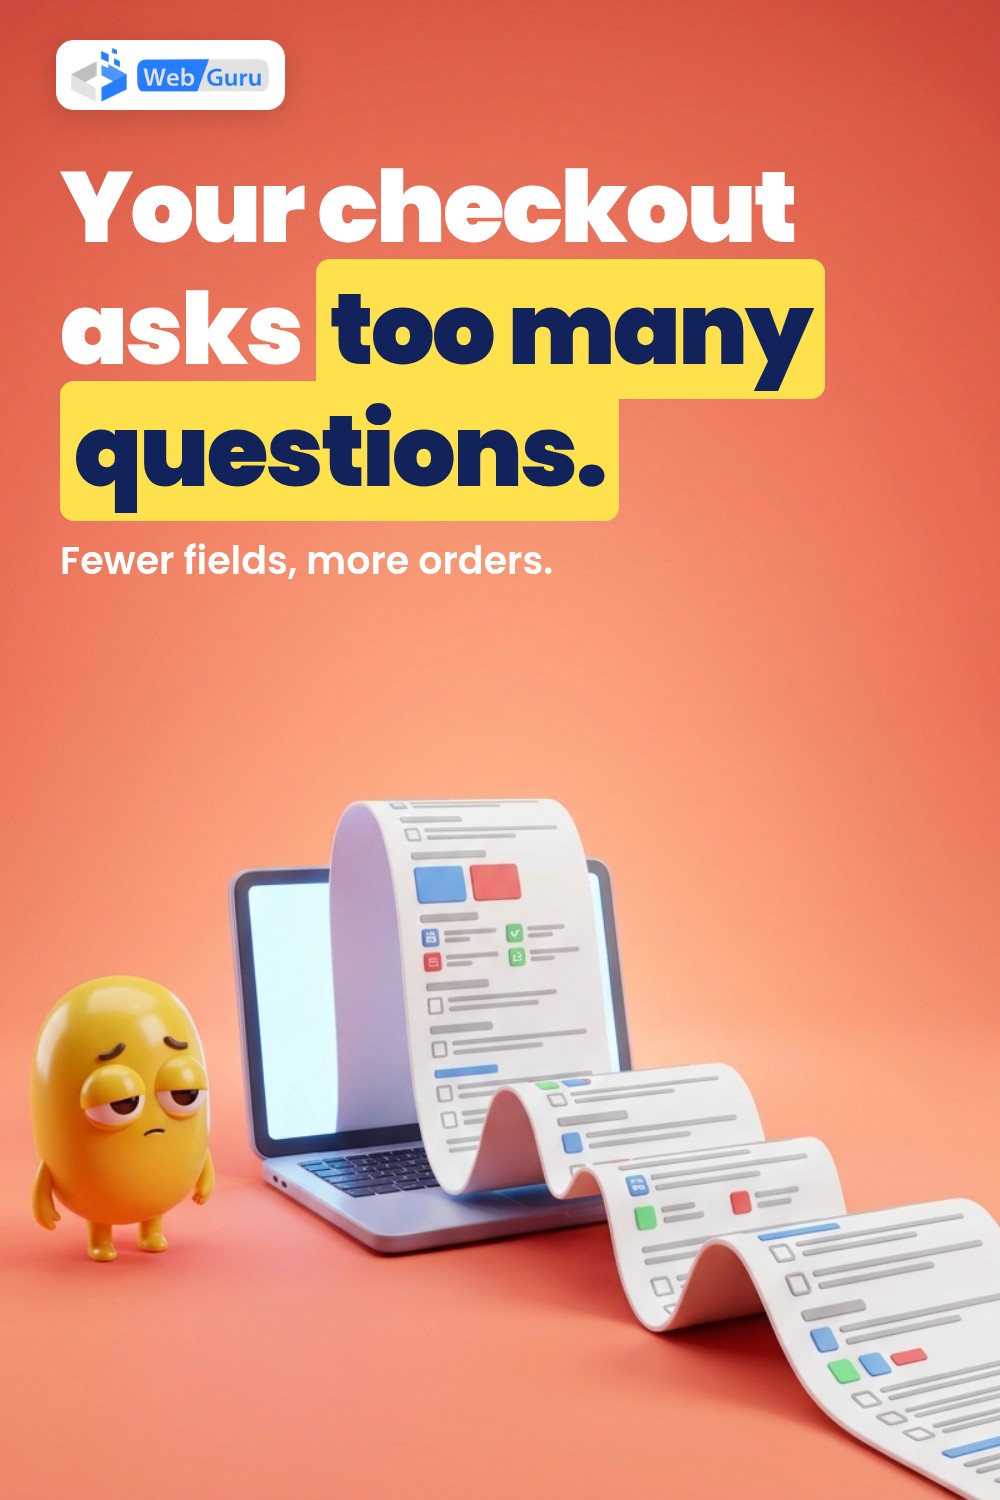 Web Guru
Your checkout
asks too many
questions.
Fewer fields, more orders.